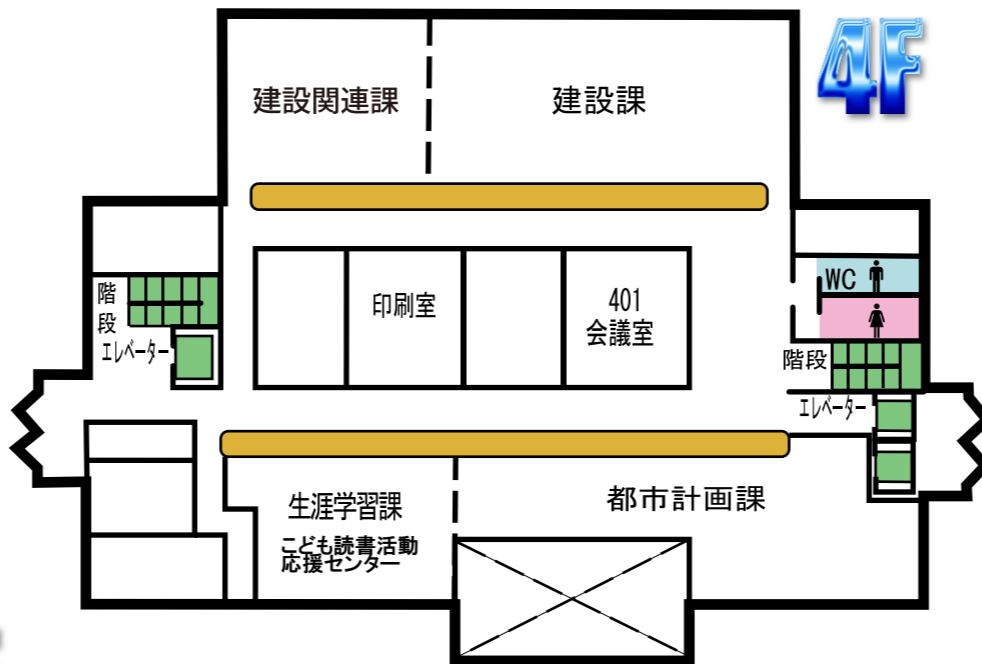 4F
建設関連課
建設課
階
段
エレベーター
印刷室
401
会議室
WC
階段
エレベーター
生涯学習課
こども読書活動
応援センター
都市計画課